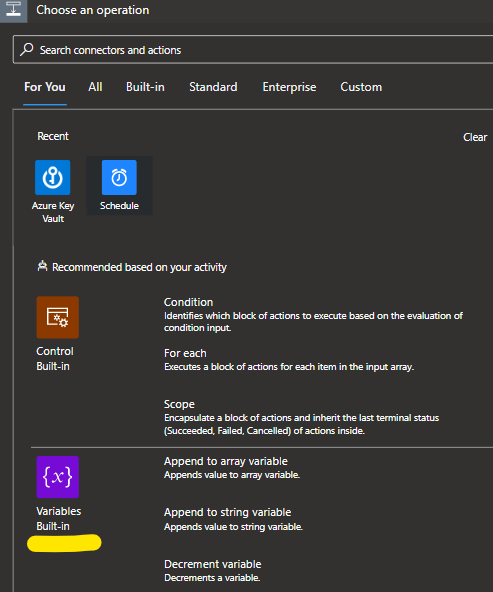 Choose an operation
Search connectors and actions
For You All Built-in Standard Enterprise Custom
Recent Clear
Azure Key
Vault
Schedule
Recommended based on your activity
Control
Built-in
Condition
Identifies which block of actions to execute based on the evaluation of
condition input.
For each
Executes a block of actions for each item in the input array.
Scope
Encapsulate a block of actions and inherit the last terminal status
(Succeeded, Failed, Cancelled) of actions inside.
{x}
Variables
Built-in
Append to array variable
Appends value to array variable.
Append to string variable
Appends value to string variable.
Decrement variable
Decrements a variable.